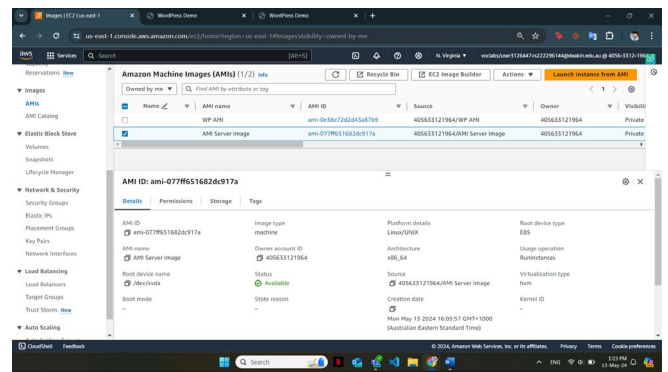 Images | EC2 | us-east-1
WordPress Demo
WordPress Demo
us-east-1.console.aws.amazon.com/ec2/home?region=us-east-1#Images:visibility=owned-by-me
aws
Services
Search
[Alt+S]
N. Virginia
Reservations New
Images
AMIs
AMI Catalog
Elastic Block Store
Volumes
Snapshots
Lifecycle Manager
Network & Security
Security Groups
Elastic IPs
Placement Groups
Key Pairs
Network Interfaces
Load Balancing
Load Balancers
Target Groups
Trust Stores New
Auto Scaling
Amazon Machine Images (AMIs) (1/2) Info
Recycle Bin
EC2 Image Builder
Actions
Launch instance from AMI
Owned by me
Find AMI by attribute or tag
1
Name AMI name AMI ID Source Owner Visibili
WP AMI ami-0e38e72d2d43a87b9 405633121964/WP AMI 405633121964 Private
AMI Server Image ami-077ff651682dc917a 405633121964/AMI Server Image 405633121964 Private
AMI ID: ami-077ff651682dc917a
Details Permissions Storage Tags
AMI ID Image type Platform details Root device type
ami-077ff651682dc917a machine Linux/UNIX EBS
AMI name Owner account ID Architecture Usage operation
AMI Server Image 405633121964 x86_64 RunInstances
Root device name Status Source Virtualization type
/dev/xvda Available 405633121964/AMI Server Image hvm
Boot mode State reason Creation date Kernel ID
– – –
Mon May 13 2024 16:05:57 GMT+1000
(Australian Eastern Standard Time)
CloudShell Feedback
© 2024, Amazon Web Services, Inc. or its affiliates. Privacy Terms Cookie preferences
Search
ENG
1:23 PM
15-May-24